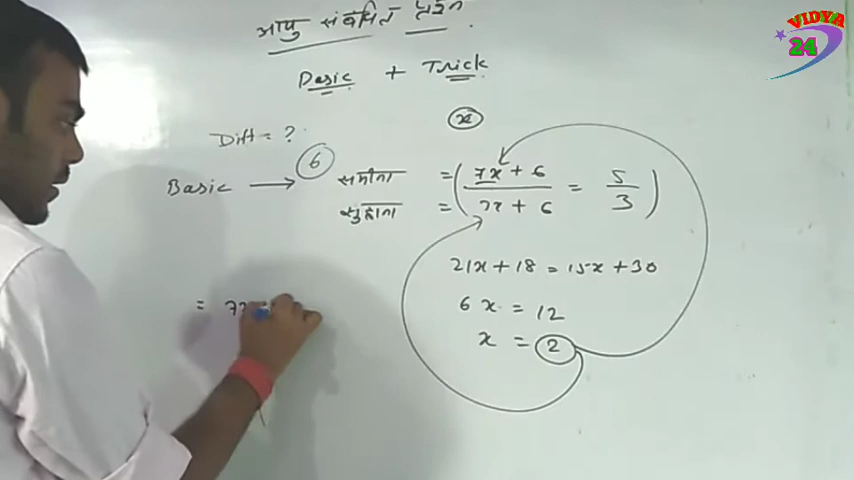 VIDYA
24
आयु संबंधित प्रश्न
Basic + Trick
x
Diff = ?
6
Basic → समीना = ( 7x + 6 / 3x + 6 = 5 / 3 )
सुहाना =
21x + 18 = 15x + 30
6x = 12
x = 2
= 7x